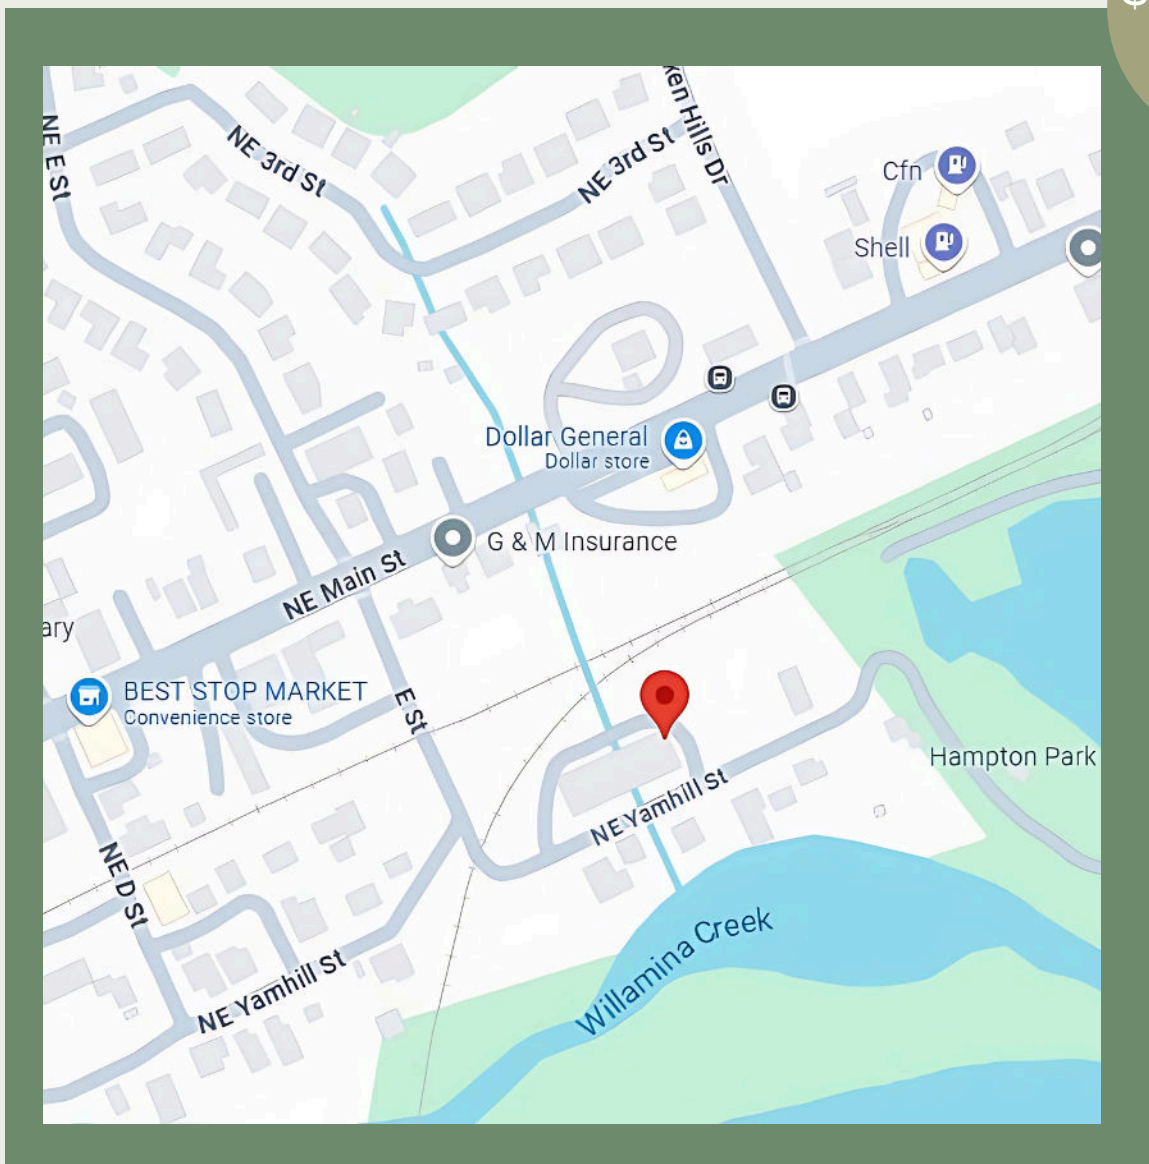 $
ken Hills Dr
NE E St
NE 3rd St
NE 3rd St
Cfn
Shell
Dollar General
Dollar store
G & M Insurance
NE Main St
ary
BEST STOP MARKET
Convenience store
E St
Hampton Park
NE Yamhill St
NE D St
Willamina Creek
NE Yamhill St